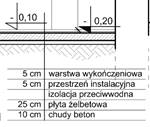 - 0,10
- 0,20
5 cm warstwa wykończeniowa
5 cm przestrzeń instalacyjna
izolacja przeciwwodna
25 cm płyta żelbetowa
10 cm chudy beton